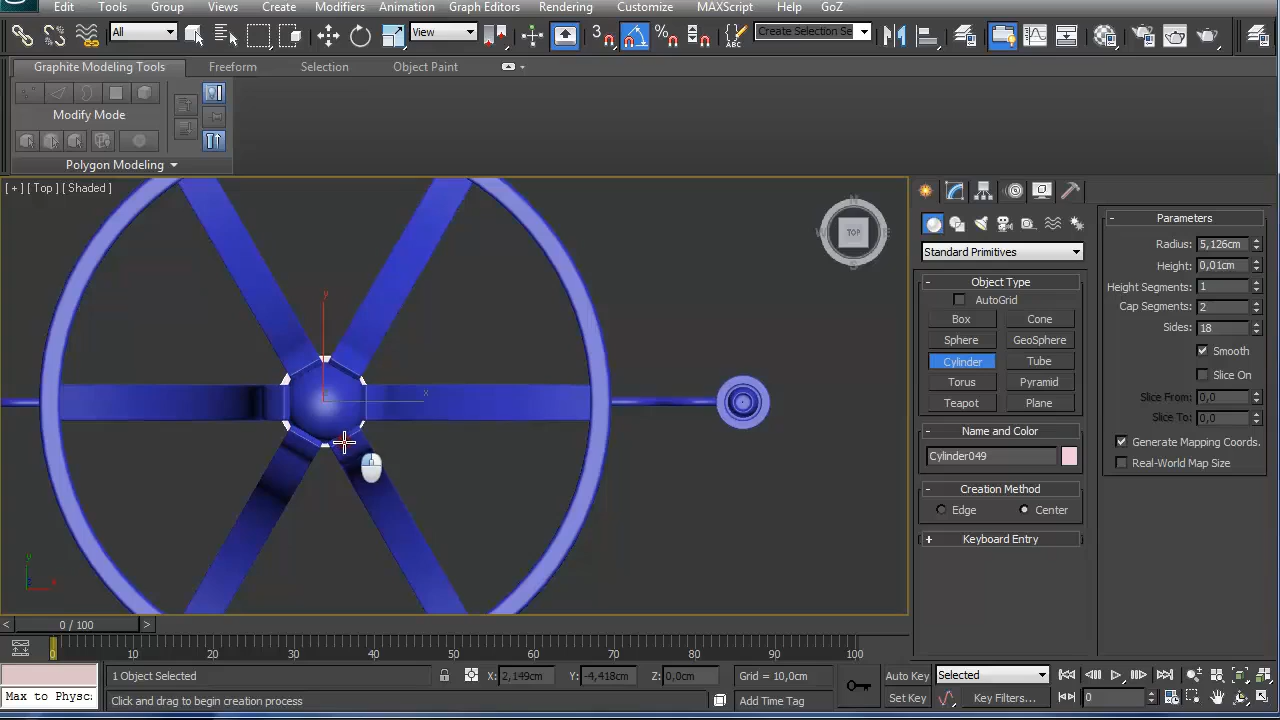 Edit Tools Group Views Create Modifiers Animation Graph Editors Rendering Customize MAXScript Help GoZ
All View 3 Create Selection Se
Graphite Modeling Tools Freeform Selection Object Paint
Modify Mode
Polygon Modeling
[ + ] [ Top ] [ Shaded ]
TOP
y
x
Standard Primitives
- Object Type
AutoGrid
Box Cone
Sphere GeoSphere
Cylinder Tube
Torus Pyramid
Teapot Plane
- Name and Color
Cylinder049
- Creation Method
Edge Center
+ Keyboard Entry
- Parameters
Radius: 5,126cm
Height: 0,01cm
Height Segments: 1
Cap Segments: 2
Sides: 18
Smooth
Slice On
Slice From: 0,0
Slice To: 0,0
Generate Mapping Coords.
Real-World Map Size
< 0 / 100 >
0 10 20 30 40 50 60 70 80 90 100
1 Object Selected X: 2,149cm Y: -4,418cm Z: 0,0cm Grid = 10,0cm Auto Key Selected
Max to Physc: Click and drag to begin creation process Add Time Tag Set Key Key Filters... 0